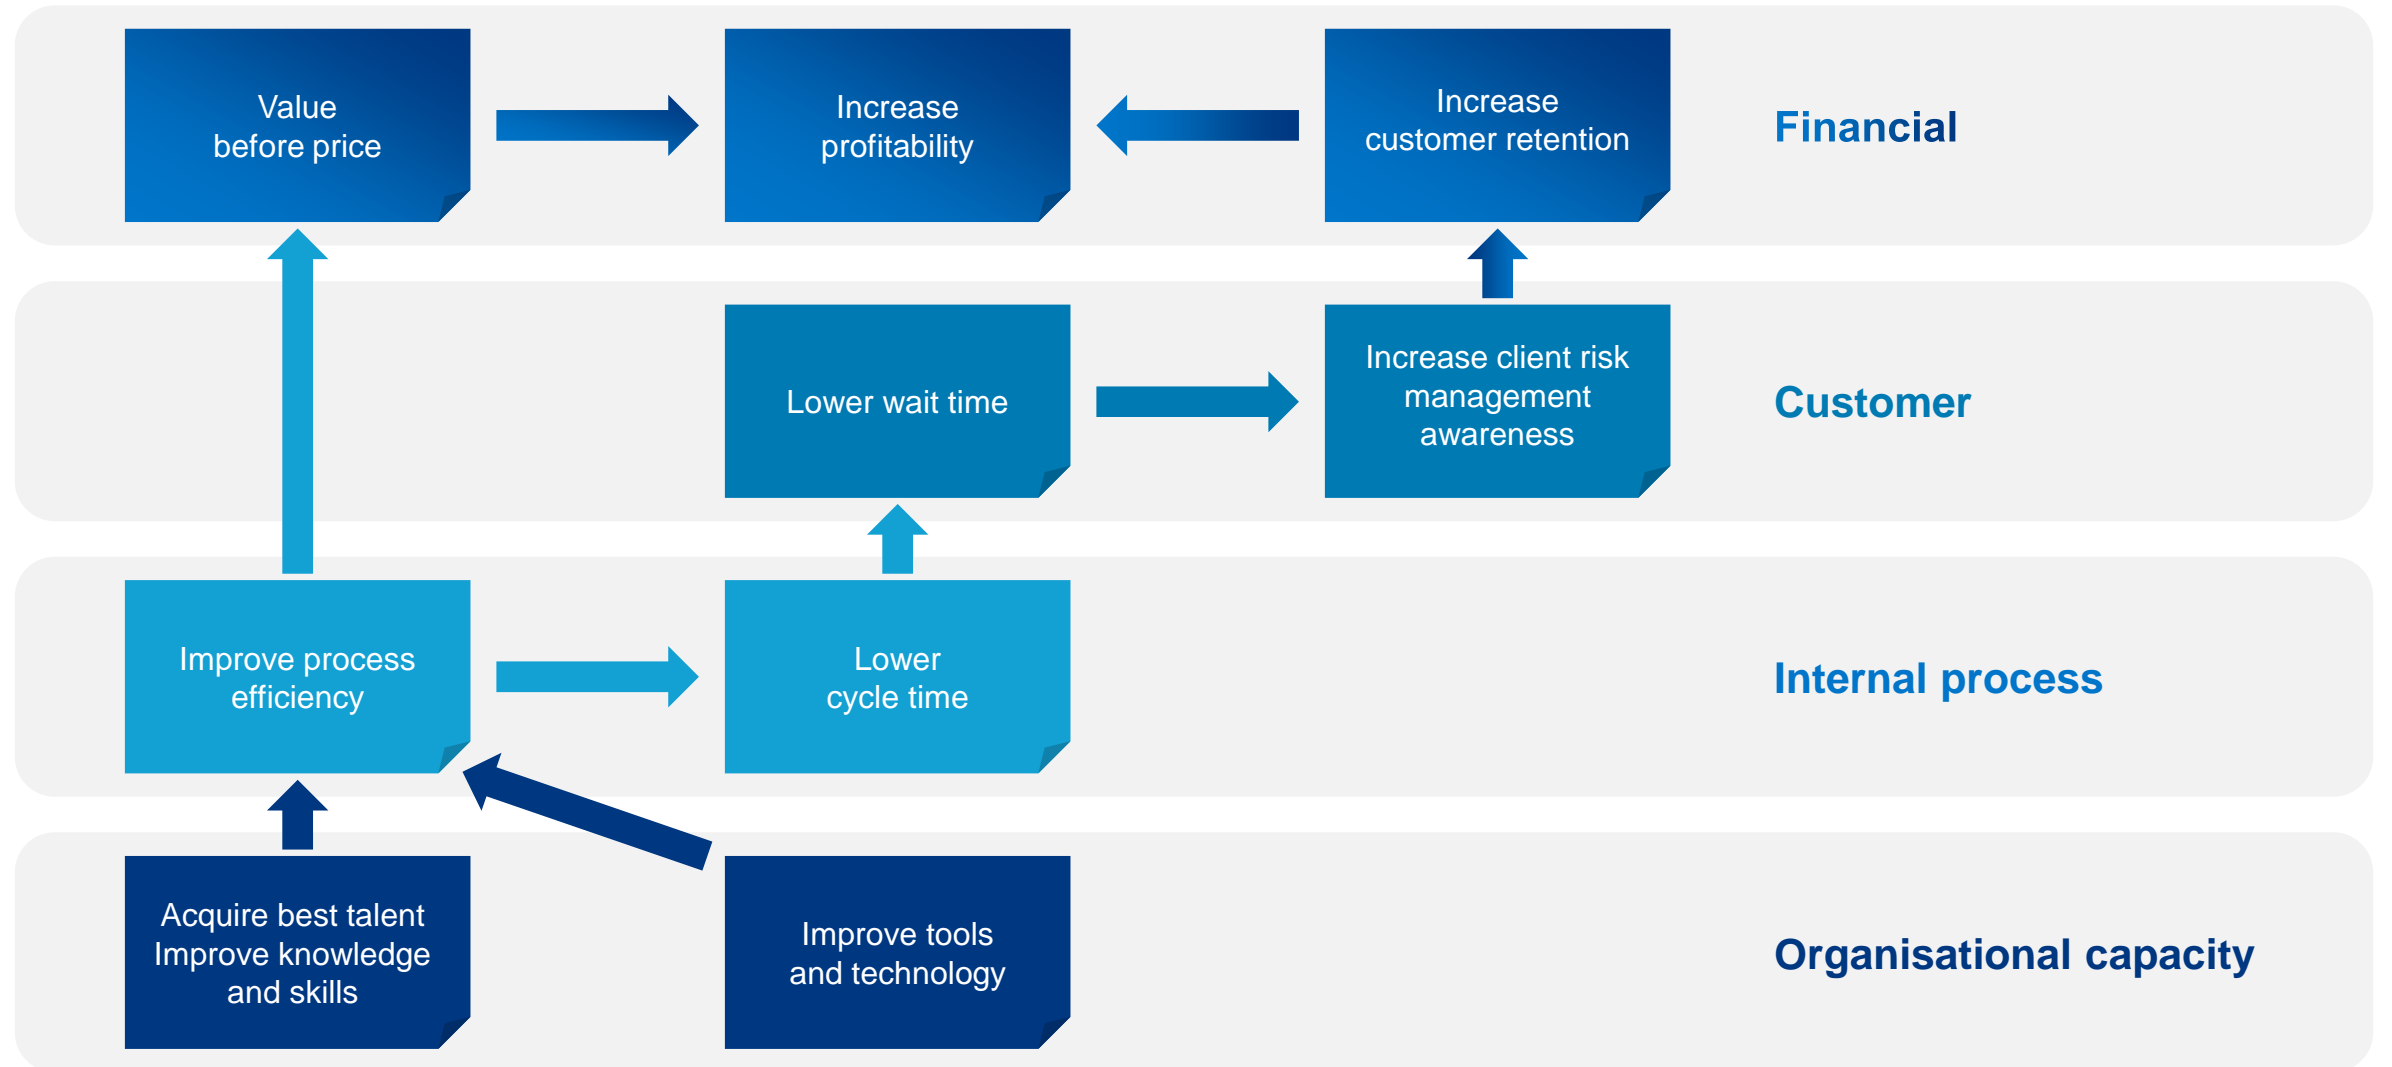 Value
before price
Increase
profitability
Increase
customer retention
Financial
Lower wait time
Increase client risk
management
awareness
Customer
Improve process
efficiency
Lower
cycle time
Internal process
Acquire best talent
Improve knowledge
and skills
Improve tools
and technology
Organisational capacity